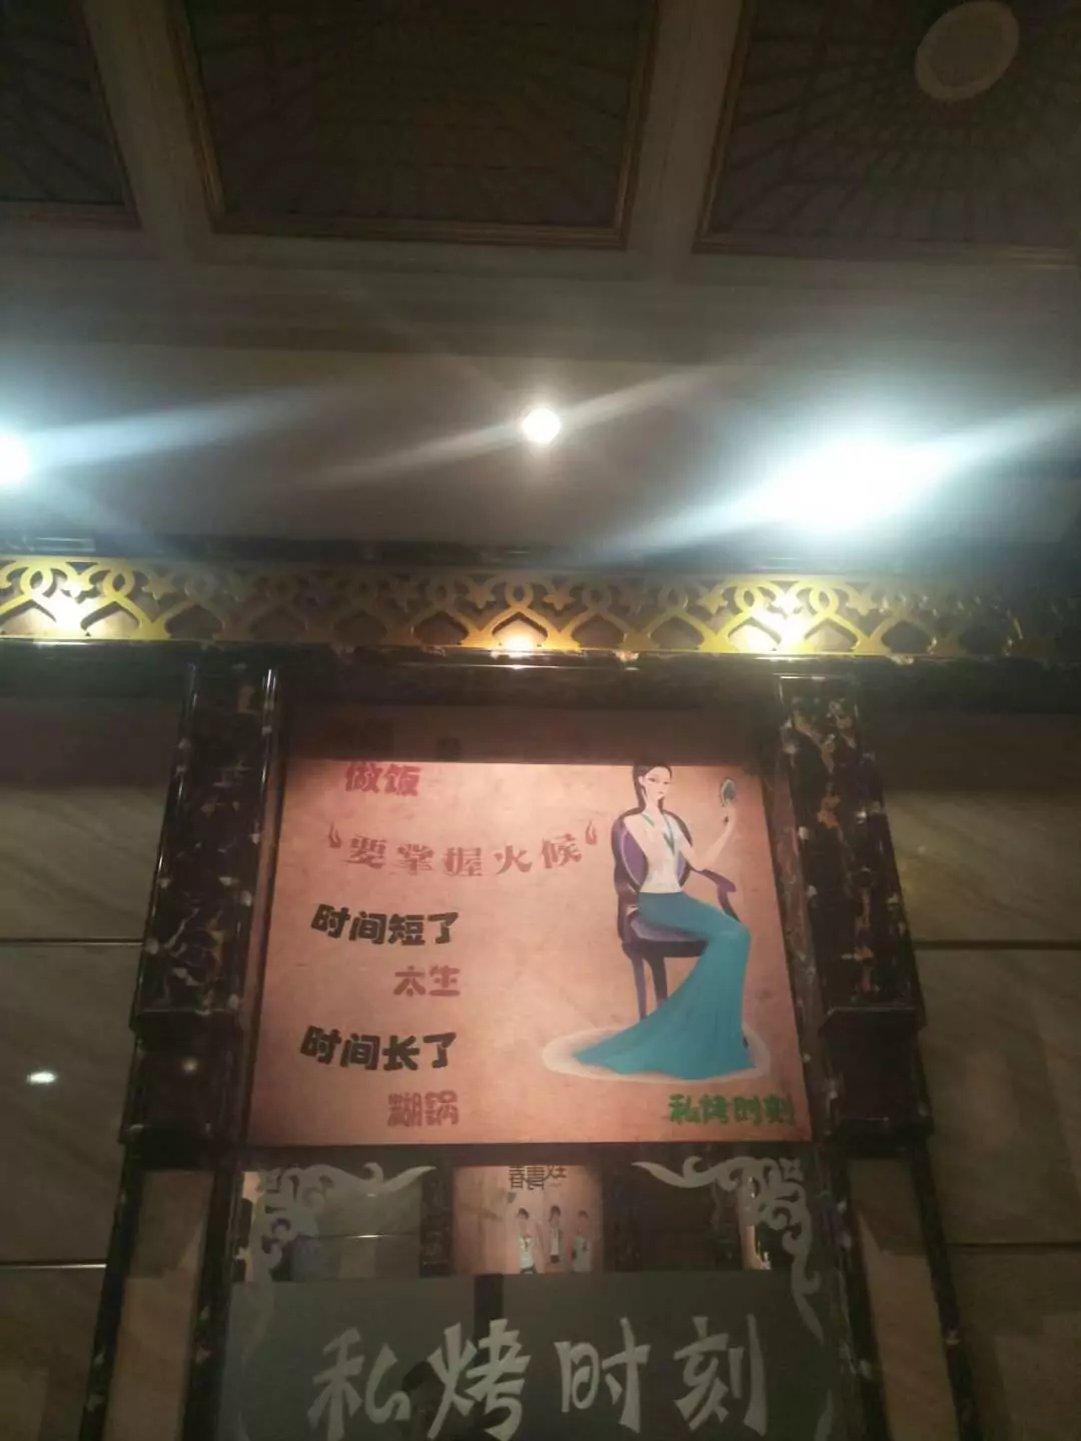 做饭
要掌握火候
时间短了
太生
时间长了
糊锅
私烤时刻
私烤时刻